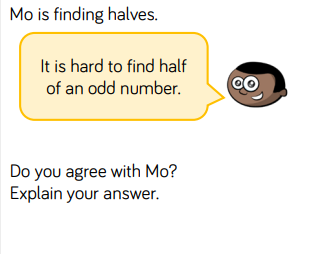 Mo is finding halves.
It is hard to find half
of an odd number.
Do you agree with Mo?
Explain your answer.